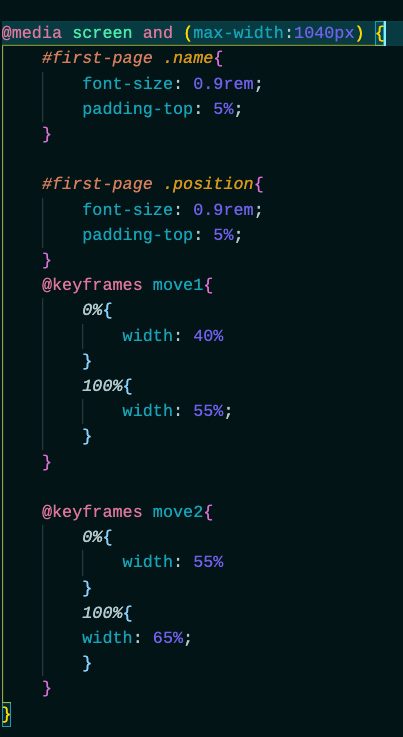 @media screen and (max-width:1040px) {
#first-page .name{
font-size: 0.9rem;
padding-top: 5%;
}
#first-page .position{
font-size: 0.9rem;
padding-top: 5%;
}
@keyframes move1{
0%{
width: 40%
}
100%{
width: 55%;
}
}
@keyframes move2{
0%{
width: 55%
}
100%{
width: 65%;
}
}
}